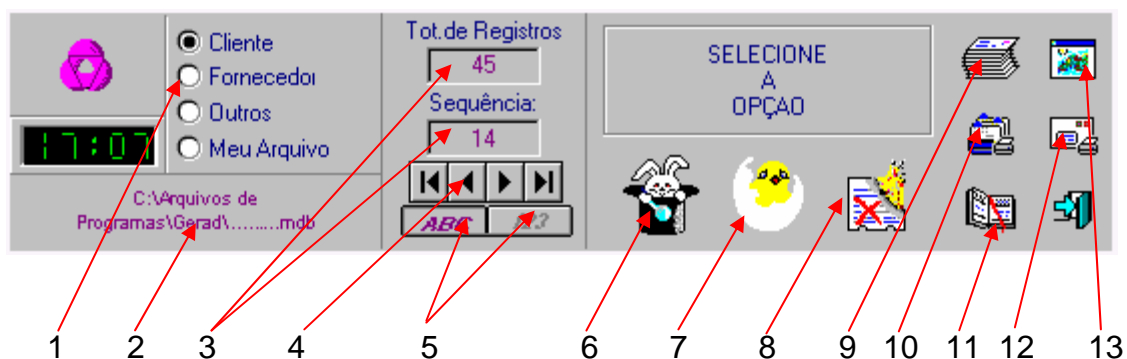 Cliente
Fornecedor
Outros
Meu Arquivo
17:07
C:\Arquivos de
Programas\Gerad\.........mdb
Tot.de Registros
45
Sequência:
14
ABC
123
SELECIONE
A
OPÇAO
1 2 3 4 5 6 7 8 9 10 11 12 13